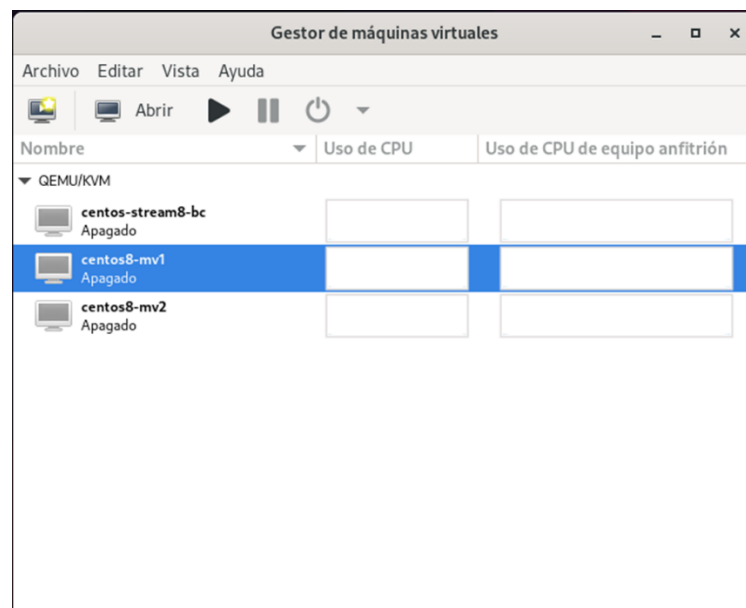 Gestor de máquinas virtuales
Archivo Editar Vista Ayuda
Abrir
Nombre Uso de CPU Uso de CPU de equipo anfitrión
QEMU/KVM
centos-stream8-bc
Apagado
centos8-mv1
Apagado
centos8-mv2
Apagado